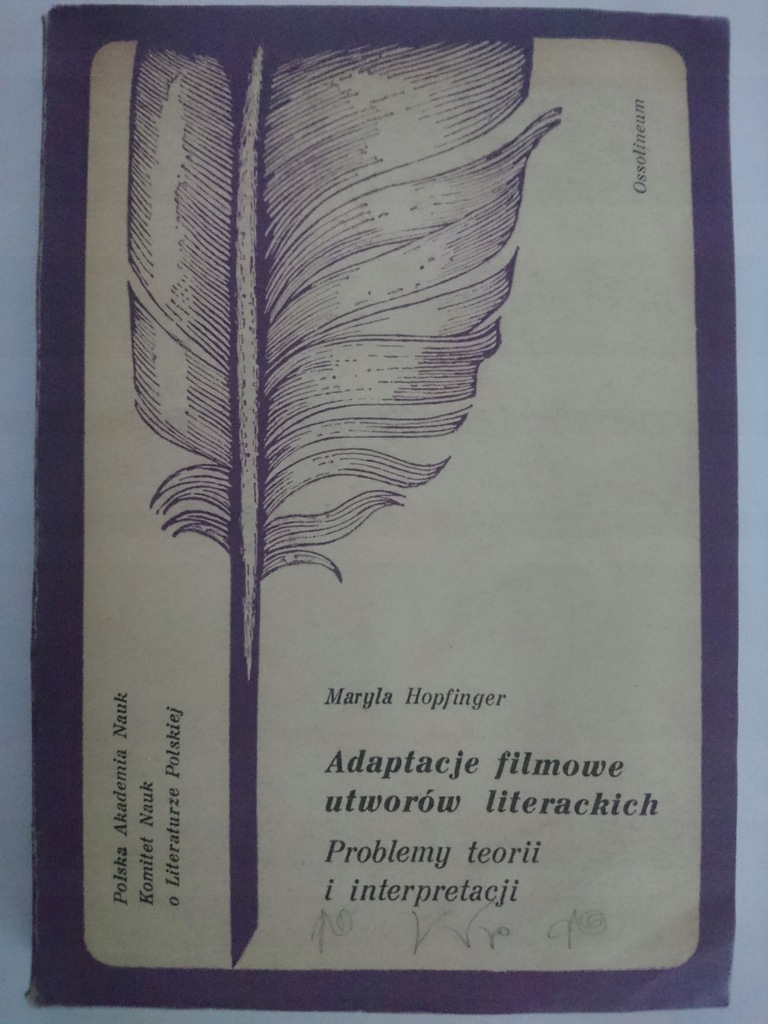 Ossolineum
Maryla Hopfinger
Adaptacje filmowe
utworów literackich
Problemy teorii
i interpretacji
Polska Akademia Nauk
Komitet Nauk
o Literaturze Polskiej